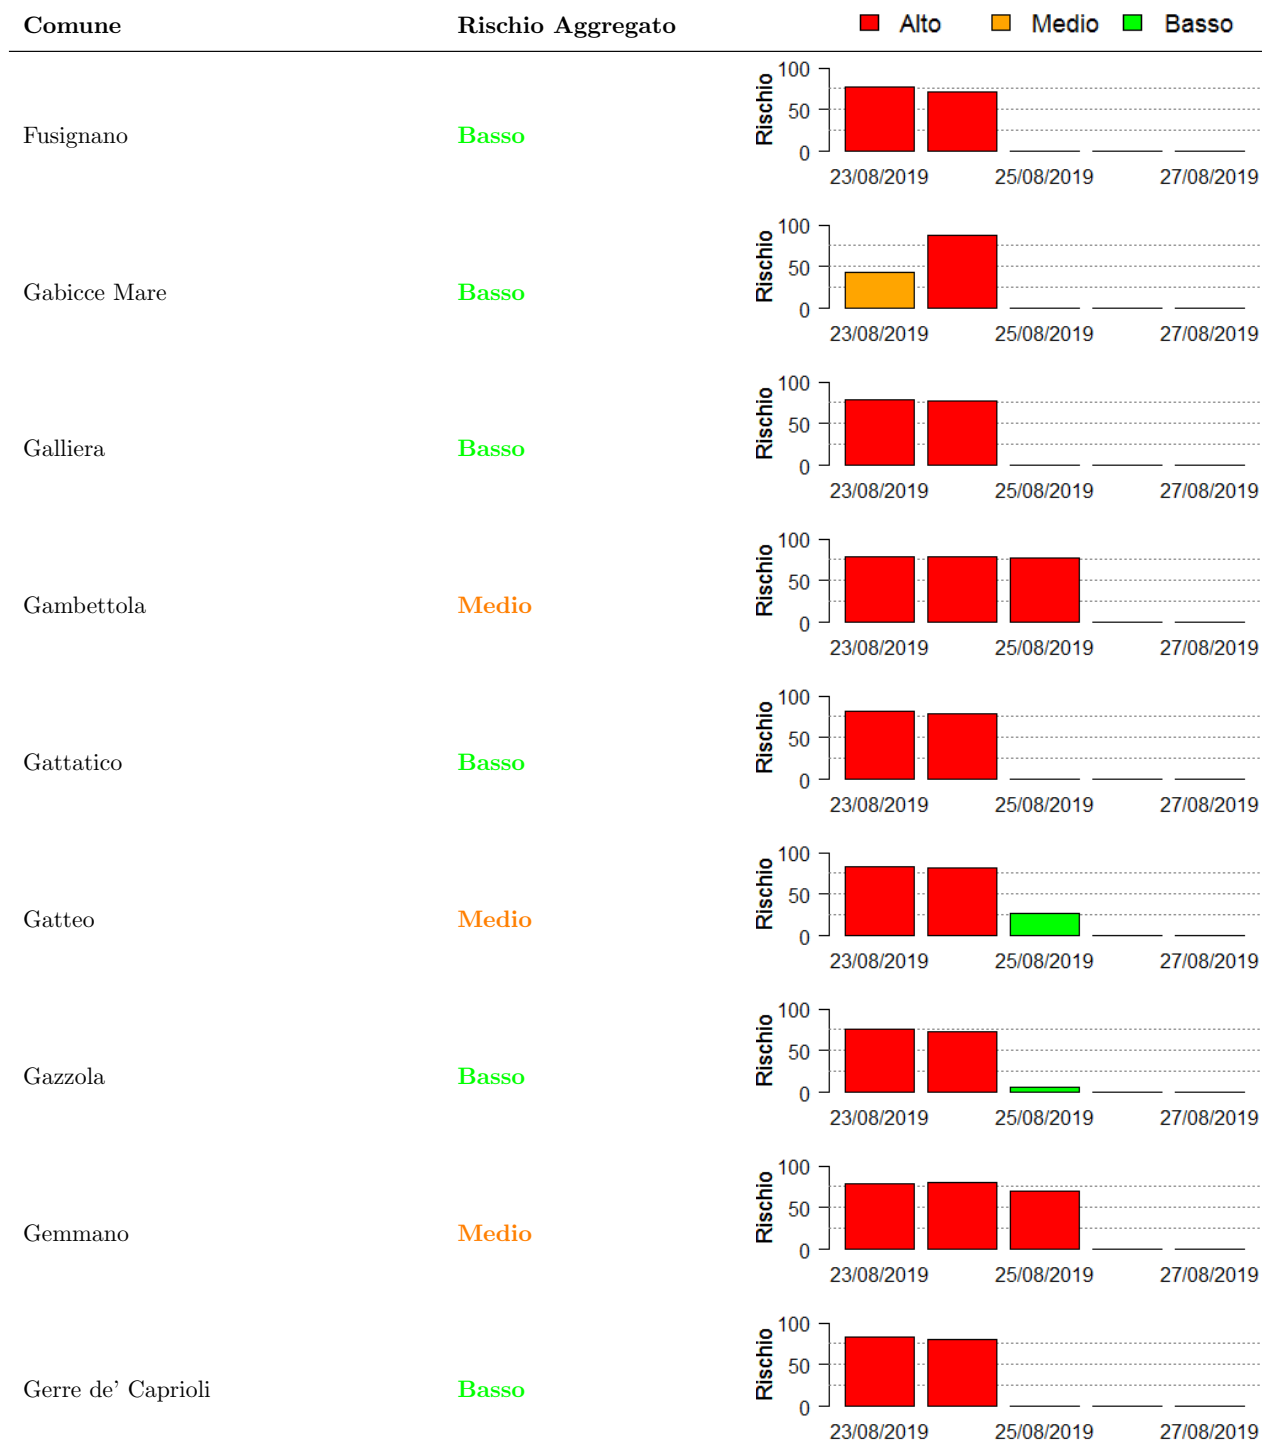 Comune Rischio Aggregato Alto Medio Basso
Fusignano Basso Rischio 100 50 0
23/08/2019 25/08/2019 27/08/2019
Gabicce Mare Basso Rischio 100 50 0
23/08/2019 25/08/2019 27/08/2019
Galliera Basso Rischio 100 50 0
23/08/2019 25/08/2019 27/08/2019
Gambettola Medio Rischio 100 50 0
23/08/2019 25/08/2019 27/08/2019
Gattatico Basso Rischio 100 50 0
23/08/2019 25/08/2019 27/08/2019
Gatteo Medio Rischio 100 50 0
23/08/2019 25/08/2019 27/08/2019
Gazzola Basso Rischio 100 50 0
23/08/2019 25/08/2019 27/08/2019
Gemmano Medio Rischio 100 50 0
23/08/2019 25/08/2019 27/08/2019
Gerre de' Caprioli Basso Rischio 100 50 0
23/08/2019 25/08/2019 27/08/2019